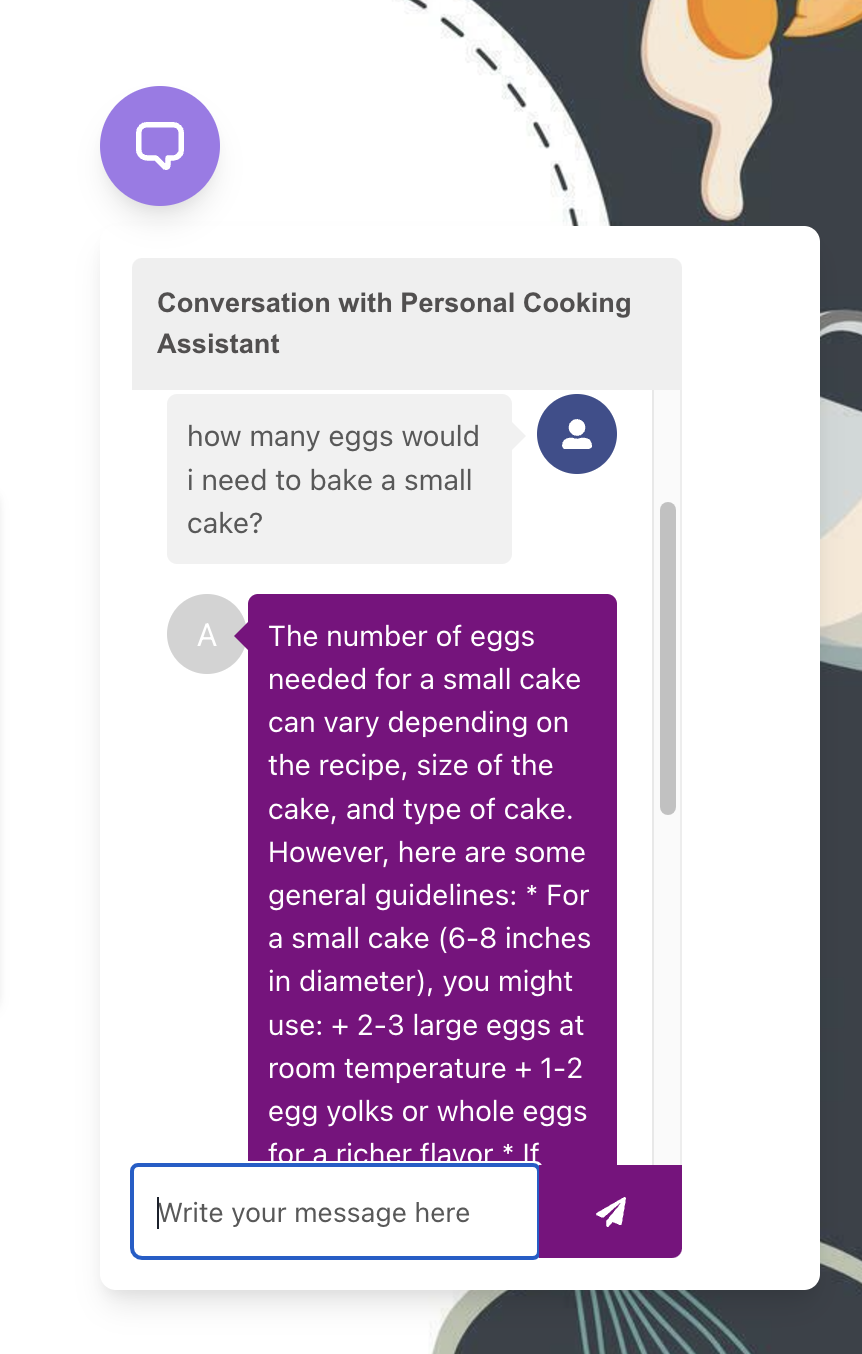 Conversation with Personal Cooking
Assistant
how many eggs would
i need to bake a small
cake?
A
The number of eggs
needed for a small cake
can vary depending on
the recipe, size of the
cake, and type of cake.
However, here are some
general guidelines: * For
a small cake (6-8 inches
in diameter), you might
use: + 2-3 large eggs at
room temperature + 1-2
egg yolks or whole eggs
for a richer flavor * If
Write your message here